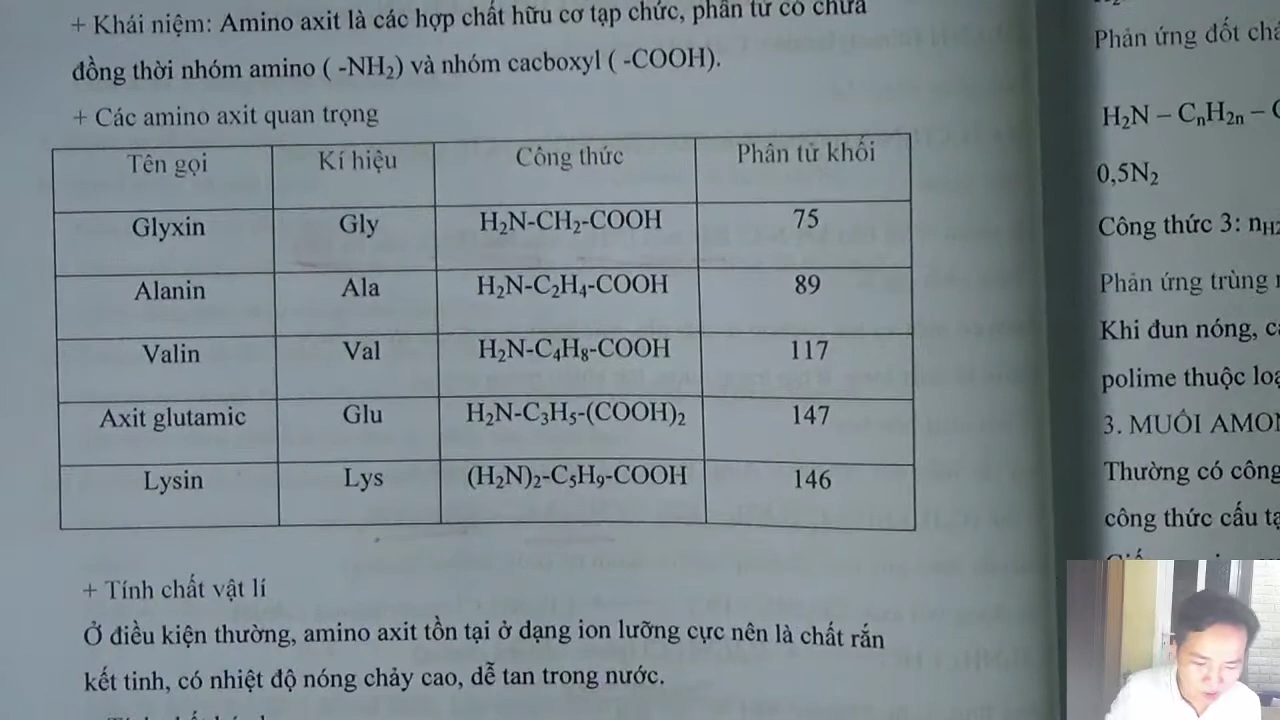 + Khái niệm: Amino axit là các hợp chất hữu cơ tạp chức, phân tử có chứa
đồng thời nhóm amino ( -NH₂) và nhóm cacboxyl ( -COOH).
+ Các amino axit quan trọng
Tên gọi Kí hiệu Công thức Phân tử khối
Glyxin Gly H₂N-CH₂-COOH 75
Alanin Ala H₂N-C₂H₄-COOH 89
Valin Val H₂N-C₄H₈-COOH 117
Axit glutamic Glu H₂N-C₃H₅-(COOH)₂ 147
Lysin Lys (H₂N)₂-C₅H₉-COOH 146
+ Tính chất vật lí
Ở điều kiện thường, amino axit tồn tại ở dạng ion lưỡng cực nên là chất rắn
kết tinh, có nhiệt độ nóng chảy cao, dễ tan trong nước.
Phản ứng đốt
H₂N – CₙH₂ₙ –
0,5N₂
Công thức 3:
Phản ứng trùng
Khi đun nóng,
polime thuộc
3. MUỐI
Thường có công
công thức cấu